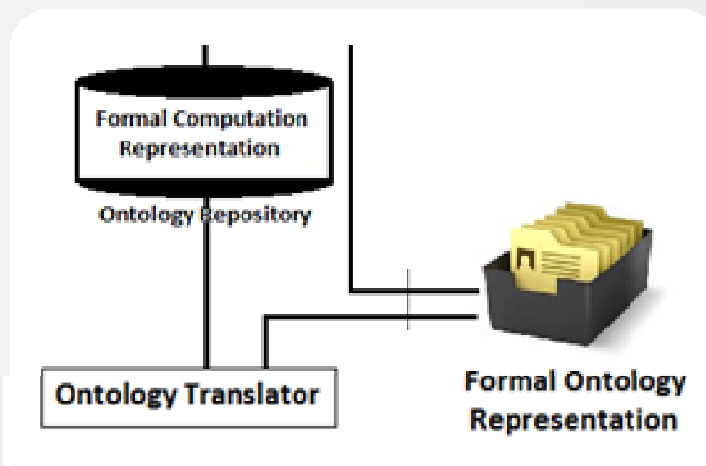 Formal Computation
Representation
Ontology Repository
Ontology Translator
Formal Ontology
Representation